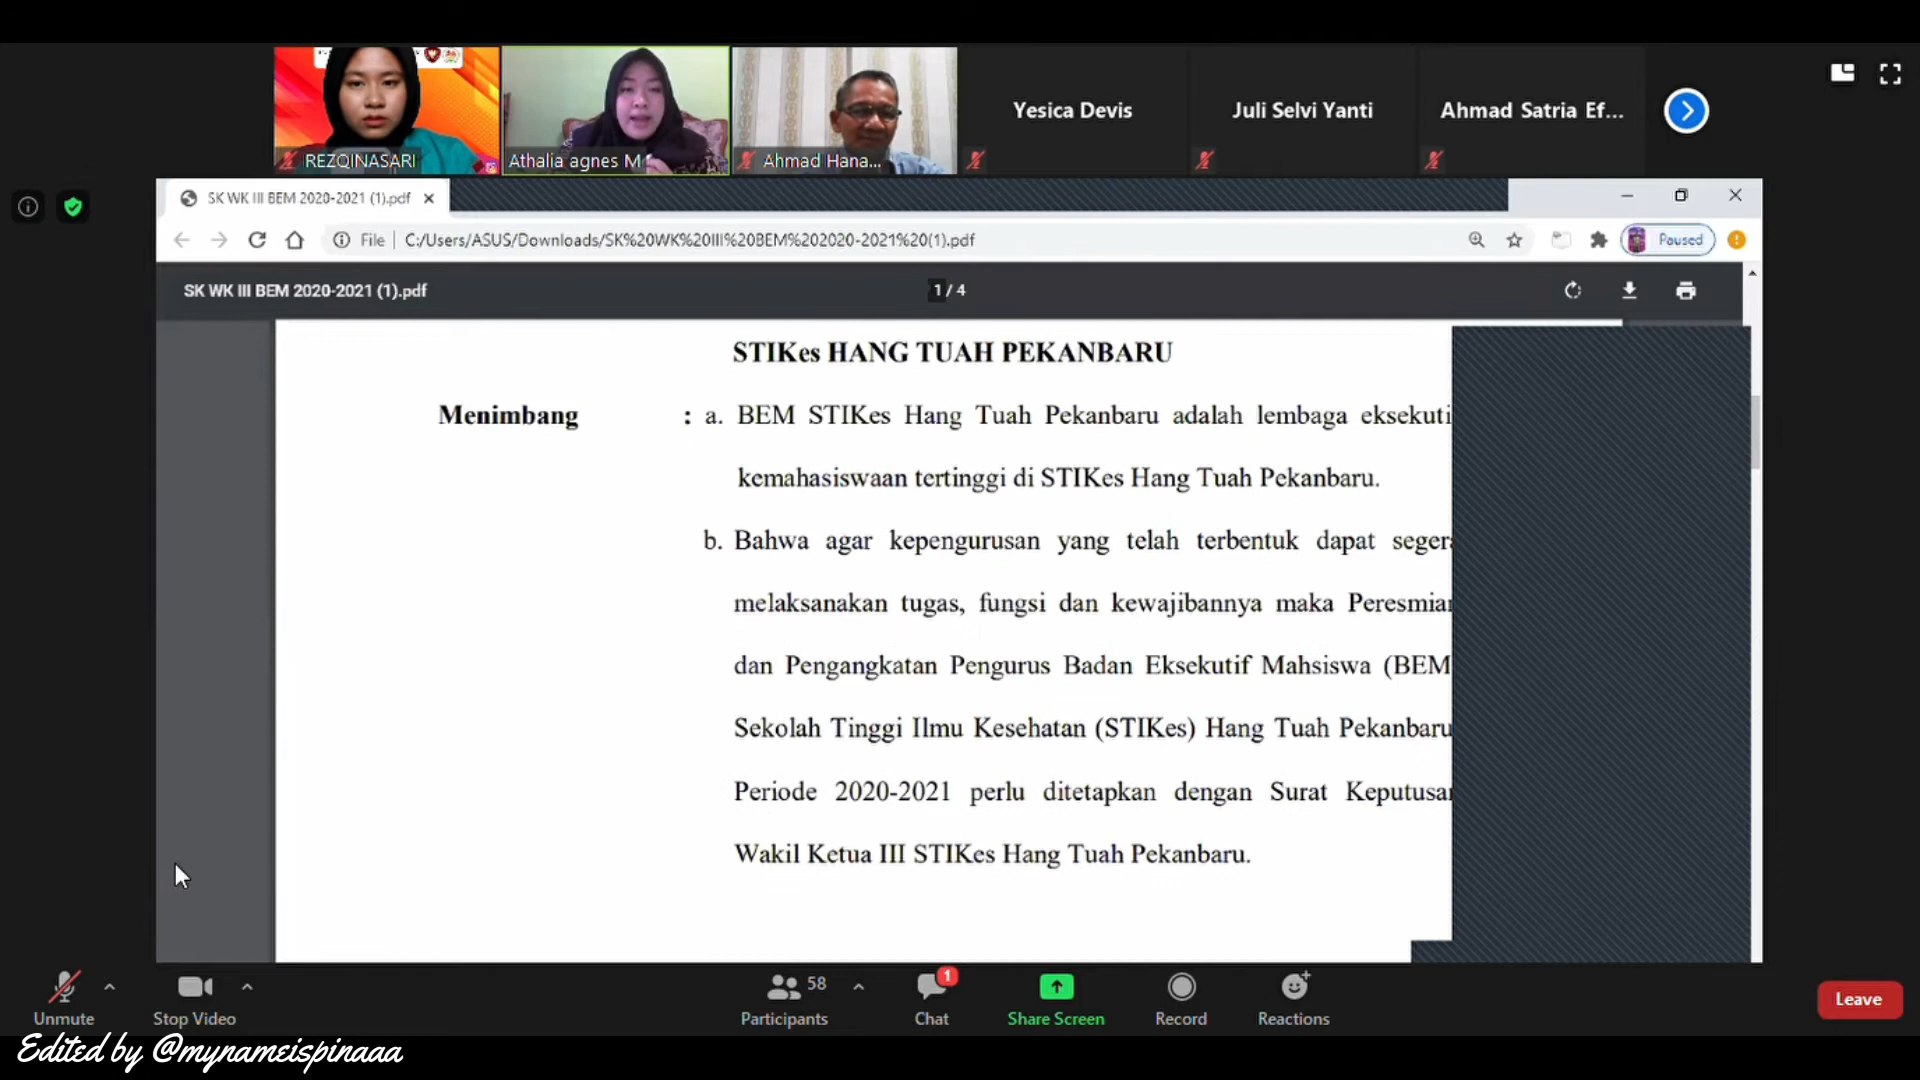 REZQINASARI
Athalia agnes M
Ahmad Hana...
Yesica Devis
Juli Selvi Yanti
Ahmad Satria Ef...
SK WK III BEM 2020-2021 (1).pdf
File
C:/Users/ASUS/Downloads/SK%20WK%20III%20BEM%202020-2021%20(1).pdf
Paused
SK WK III BEM 2020-2021 (1).pdf
1 / 4
STIKes HANG TUAH PEKANBARU
Menimbang : a. BEM STIKes Hang Tuah Pekanbaru adalah lembaga eksekuti
kemahasiswaan tertinggi di STIKes Hang Tuah Pekanbaru.
b. Bahwa agar kepengurusan yang telah terbentuk dapat seger
melaksanakan tugas, fungsi dan kewajibannya maka Peresmian
dan Pengangkatan Pengurus Badan Eksekutif Mahsiswa (BEM
Sekolah Tinggi Ilmu Kesehatan (STIKes) Hang Tuah Pekanbaru
Periode 2020-2021 perlu ditetapkan dengan Surat Keputusan
Wakil Ketua III STIKes Hang Tuah Pekanbaru.
Unmute
Stop Video
58
Participants
1
Chat
Share Screen
Record
Reactions
Leave
Edited by @mynameispinaaa